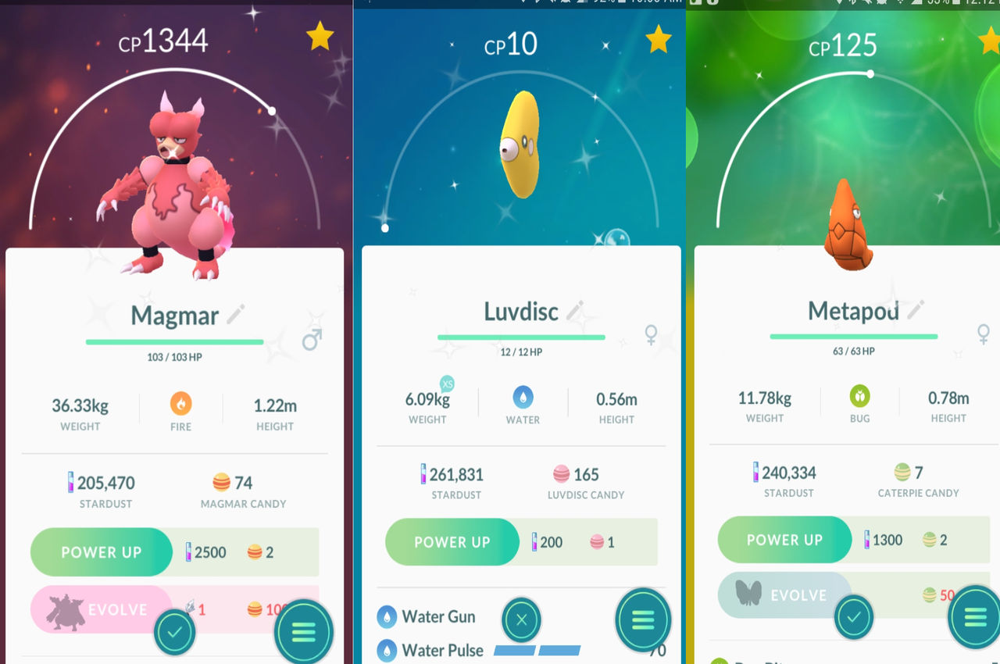 92% 10:06 AM
CP1344
Magmar
103 / 103 HP
36.33kg
WEIGHT
FIRE
1.22m
HEIGHT
205,470
STARDUST
74
MAGMAR CANDY
POWER UP
2500
2
EVOLVE
1
CP10
Luvdisc
12 / 12 HP
XS
6.09kg
WEIGHT
WATER
0.56m
HEIGHT
261,831
STARDUST
165
LUVDISC CANDY
POWER UP
200
1
Water Gun
Water Pulse
70
CP125
Metapod
63 / 63 HP
11.78kg
WEIGHT
BUG
0.78m
HEIGHT
240,334
STARDUST
7
CATERPIE CANDY
POWER UP
1300
2
EVOLVE
50